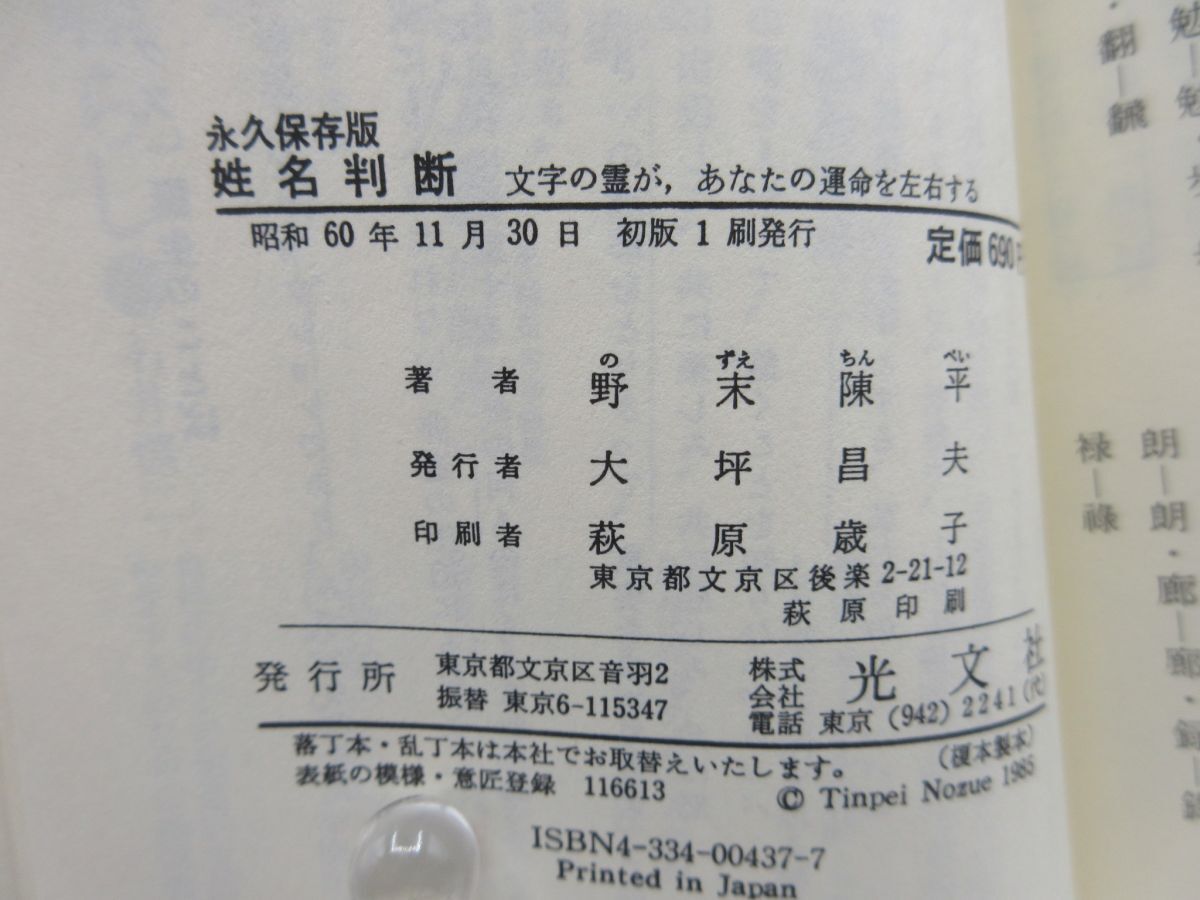 永久保存版
姓名判断 文字の霊が，あなたの運命を左右する
昭和 60 年 11 月 30 日 初版 1 刷発行 定価 690円
著者 野末陳平
の ずえ ちん ぺい
発行者 大坪昌夫
印刷者 萩原歳子
東京都文京区後楽 2-21-12
萩原印刷
発行所 東京都文京区音羽2
振替 東京6-115347
株式会社 光文社
電話 東京 (942) 2241 (代)
落丁本・乱丁本は本社でお取替えいたします。 (榎本製本)
表紙の模様・意匠登録 116613
© Tinpei Nozue 1985
ISBN4-334-00437-7
Printed in Japan
朗—朗・廊—廊・
禄—祿